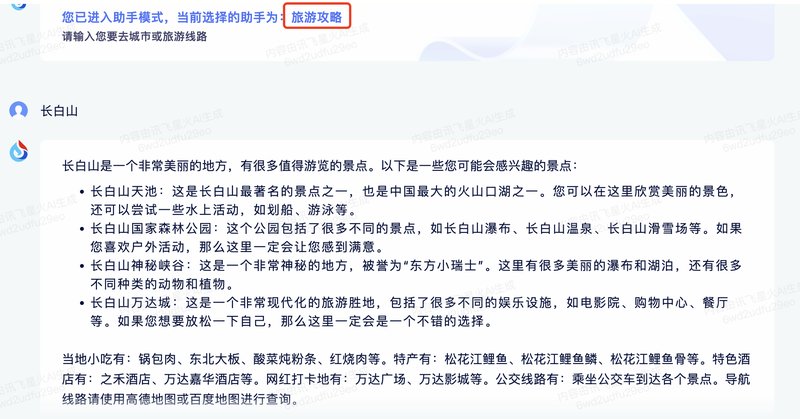 您已进入助手模式，当前选择的助手为：旅游攻略
请输入您要去城市或旅游线路
长白山
长白山是一个非常美丽的地方，有很多值得游览的景点。以下是一些您可能会感兴趣的景点：
• 长白山天池：这是长白山最著名的景点之一，也是中国最大的火山口湖之一。您可以在这里欣赏美丽的景色，
还可以尝试一些水上活动，如划船、游泳等。
• 长白山国家森林公园：这个公园包括了很多不同的景点，如长白山瀑布、长白山温泉、长白山滑雪场等。如果
您喜欢户外活动，那么这里一定会让您感到满意。
• 长白山神秘峡谷：这是一个非常神秘的地方，被誉为“东方小瑞士”。这里有很多美丽的瀑布和湖泊，还有很多
不同种类的动物和植物。
• 长白山万达城：这是一个非常现代化的旅游胜地，包括了很多不同的娱乐设施，如电影院、购物中心、餐厅
等。如果您想要放松一下自己，那么这里一定会是一个不错的选择。
当地小吃有：锅包肉、东北大板、酸菜炖粉条、红烧肉等。特产有：松花江鲤鱼、松花江鲤鱼鳞、松花江鲤鱼骨等。特色酒
店有：之禾酒店、万达嘉华酒店等。网红打卡地有：万达广场、万达影城等。公交线路有：乘坐公交车到达各个景点。导航
线路请使用高德地图或百度地图进行查询。
内容由讯飞星火AI生成
6wd2udfu29eo